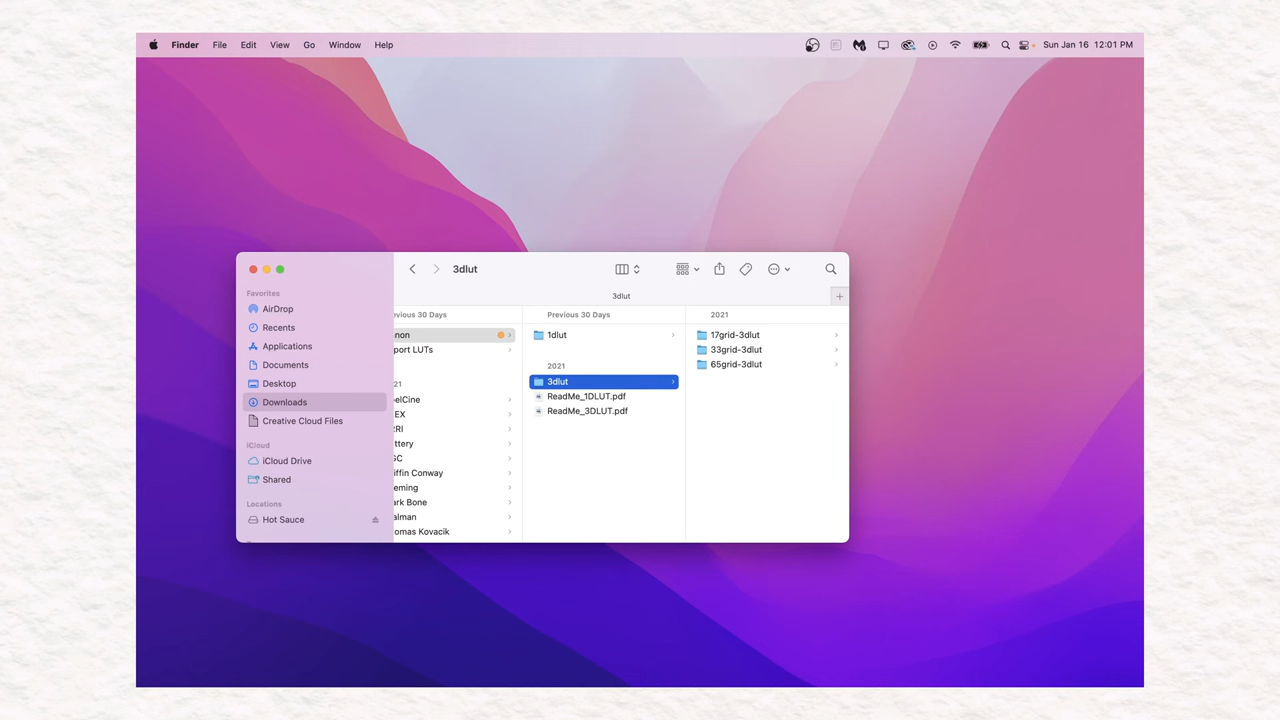 Finder File Edit View Go Window Help Sun Jan 16 12:01 PM
3dlut
3dlut
Favorites
AirDrop
Recents
Applications
Documents
Desktop
Downloads
Creative Cloud Files
iCloud
iCloud Drive
Shared
Locations
Hot Sauce
evious 30 Days
non
port LUTs
21
elCine
EX
RI
ttery
GC
iffin Conway
eming
ark Bone
alman
omas Kovacik
Previous 30 Days
1dlut
2021
3dlut
ReadMe_1DLUT.pdf
ReadMe_3DLUT.pdf
2021
17grid-3dlut
33grid-3dlut
65grid-3dlut